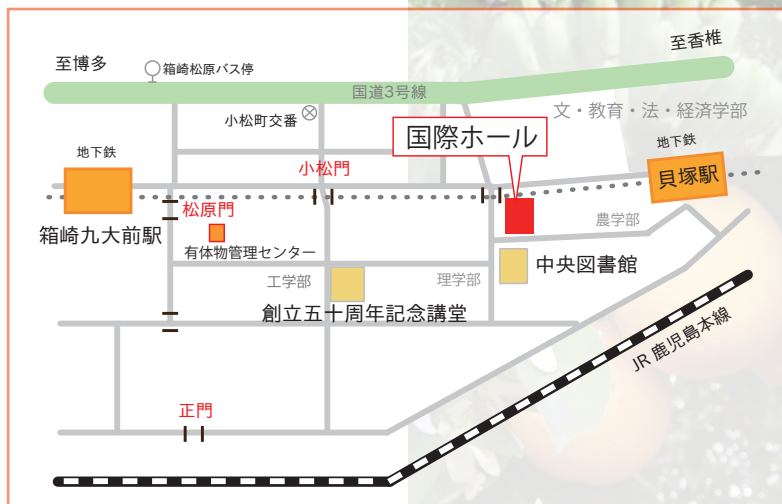 至博多
箱崎松原バス停
至香椎
国道3号線
小松町交番
文・教育・法・経済学部
地下鉄
国際ホール
地下鉄
小松門
貝塚駅
松原門
農学部
箱崎九大前駅
有体物管理センター
中央図書館
工学部
理学部
創立五十周年記念講堂
JR 鹿児島本線
正門